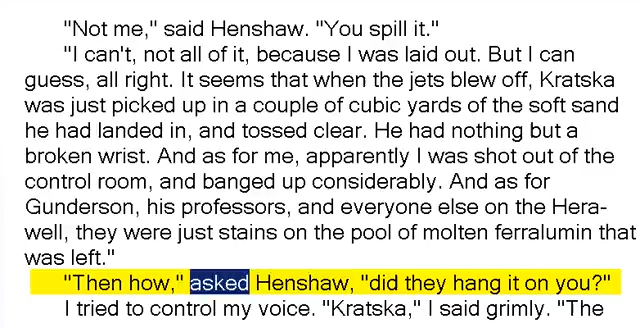 "Not me," said Henshaw. "You spill it."
"I can't, not all of it, because I was laid out. But I can
guess, all right. It seems that when the jets blew off, Kratska
was just picked up in a couple of cubic yards of the soft sand
he had landed in, and tossed clear. He had nothing but a
broken wrist. And as for me, apparently I was shot out of the
control room, and banged up considerably. And as for
Gunderson, his professors, and everyone else on the Hera-
well, they were just stains on the pool of molten ferralumin that
was left."
"Then how," asked Henshaw, "did they hang it on you?"
I tried to control my voice. "Kratska," I said grimly. "The